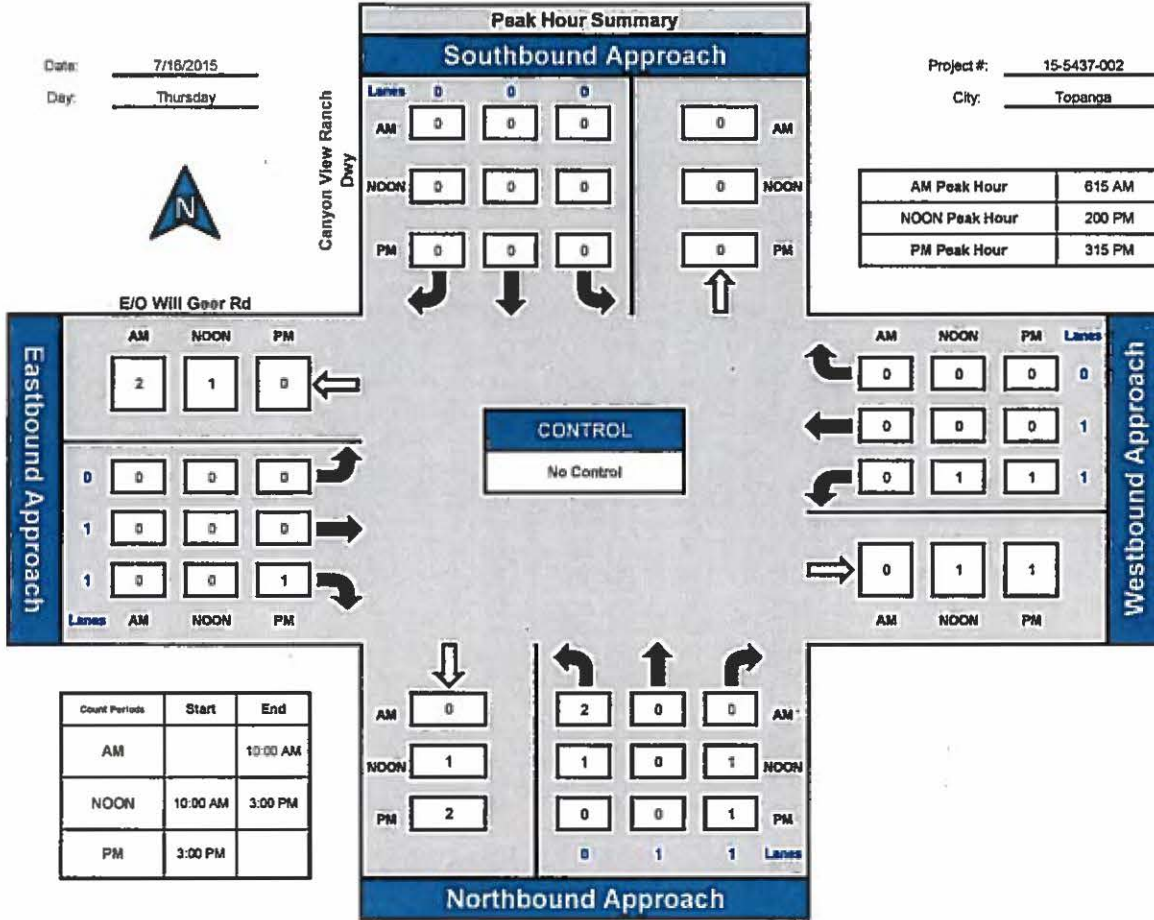 Peak Hour Summary
Southbound Approach
Date: 7/16/2015
Day: Thursday
Project #: 15-5437-002
City: Topanga
N
Canyon View Ranch
Dwy
Lanes 0 0 0
AM 0 0 0 0 AM
NOON 0 0 0 0 NOON
PM 0 0 0 0 PM
AM Peak Hour 615 AM
NOON Peak Hour 200 PM
PM Peak Hour 315 PM
E/O Will Geer Rd
Eastbound Approach
AM NOON PM
2 1 0
0 0 0 0
1 0 0 0
1 0 0 1
Lanes AM NOON PM
CONTROL
No Control
AM NOON PM Lanes
0 0 0 0
0 0 0 1
0 1 1 1
0 1 1
AM NOON PM
Westbound Approach
Count Periods Start End
AM 10:00 AM
NOON 10:00 AM 3:00 PM
PM 3:00 PM
AM 0 2 0 0 AM
NOON 1 1 0 1 NOON
PM 2 0 0 1 PM
0 1 1 Lanes
Northbound Approach